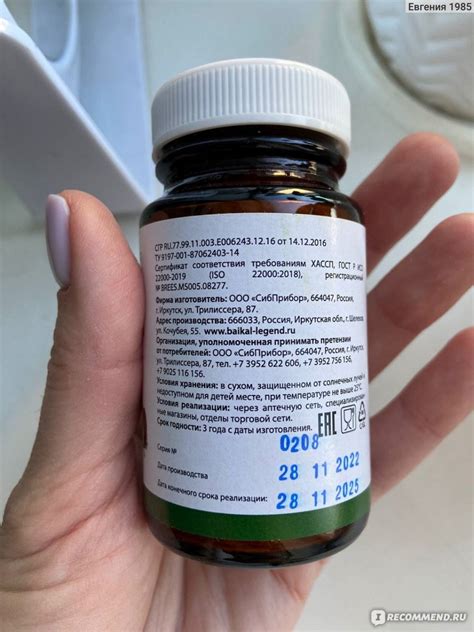 Евгения 1985
СГР RU.77.99.11.003.Е006243.12.16 от 14.12.2016
ТУ 9197-001-87062403-14
Сертификат соответствия требованиям ХАССП, ГОСТ Р ИСО
22000-2019 (ISO 22000:2018), регистрационный
№ BREES.MS005.08277.
Фирма изготовитель: ООО «СибПрибор», 664047, Россия,
г. Иркутск, ул. Трилиссера, 87.
Адрес производства: 666033, Россия, Иркутская обл., г. Шелехов,
ул. Кочубея, 55. www.baikal-legend.ru
Организация, уполномоченная принимать претензии
от потребителей: ООО «СибПрибор», 664047, Россия, г. Иркутск,
ул. Трилиссера, 87, тел. +7 3952 622 606, +7 3952 756 156,
+7 9025 116 156.
Условия хранения: в сухом, защищенном от солнечных лучей и
недоступном для детей месте, при температуре не выше 25°С.
Условия реализации: через аптечную сеть, специализирован
ные магазины, отделы торговой сети.
Срок годности: 3 года с даты изготовления.
EAC
Серия № 0208
Дата производства 28 11 2022
Дата конечного срока реализации: 28 11 2025
IRECOMMEND.RU